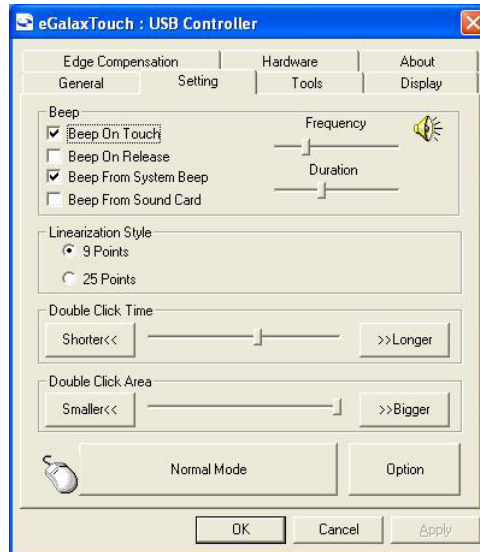 eGalaxTouch : USB Controller
Edge Compensation Hardware About
General Setting Tools Display
Beep
Beep On Touch
Beep On Release
Beep From System Beep
Beep From Sound Card
Frequency
Duration
Linearization Style
9 Points
25 Points
Double Click Time
Shorter<< >>Longer
Double Click Area
Smaller<< >>Bigger
Normal Mode Option
OK Cancel Apply